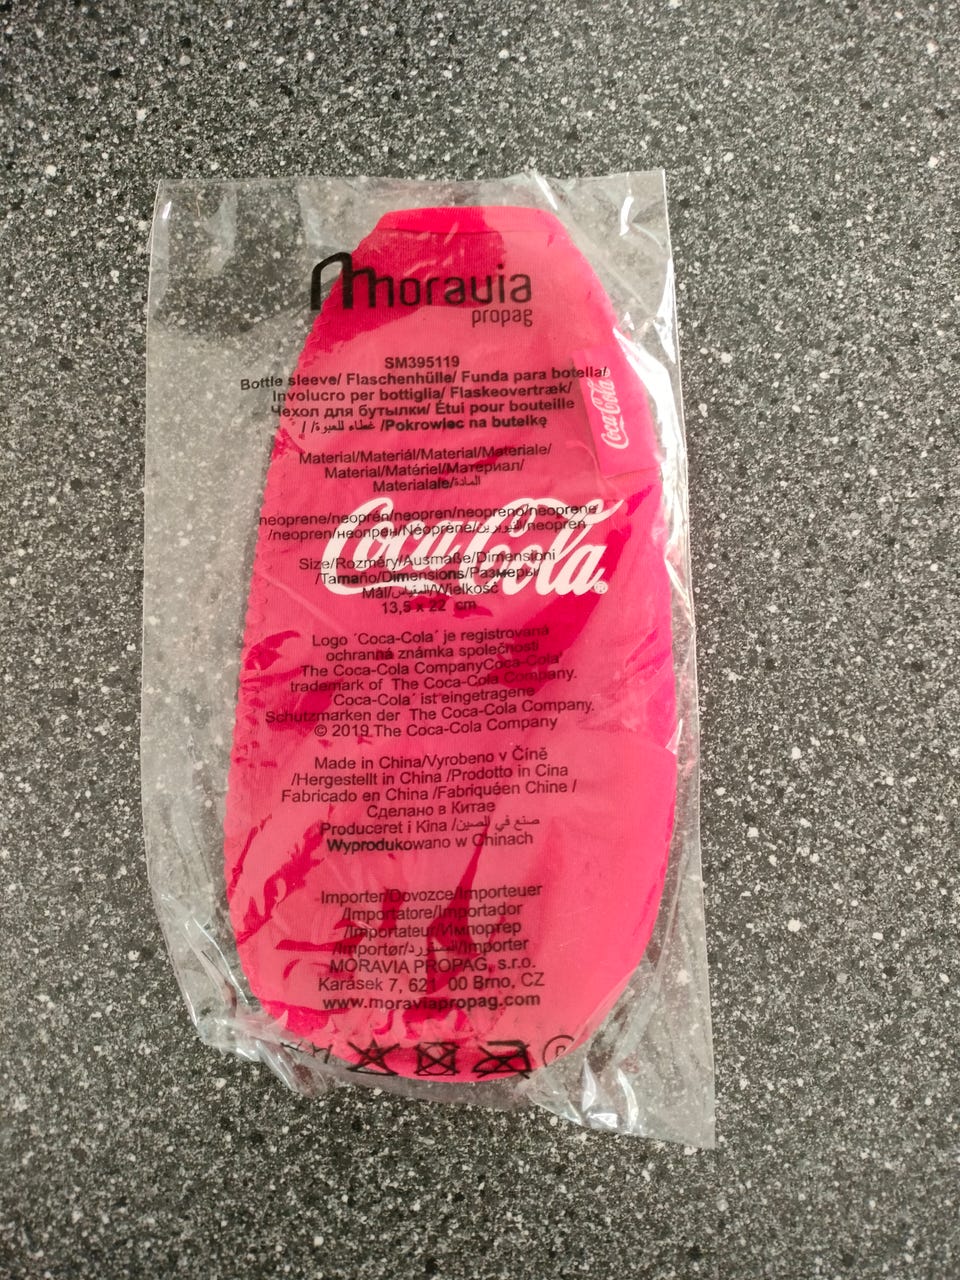 moravia
propag
SM395119
Bottle sleeve/ Flaschenhülle/ Funda para botella/
Involucro per bottiglia/ Flaskeovertræk/
Чехол для бутылки/ Étui pour bouteille
/ غطاء للعبوة/ /Pokrowiec na butelkę
Coca-Cola
Material/Materiál/Material/Materiale/
Material/Matériel/Материал/
Materialale/المادة
neoprene/neoprén/neopren/neopreno/neoprene
/neopren/неопрен/Néoprène/النيوبرين/neopren
Coca-Cola
Size/Rozměry/Ausmaße/Dimensioni
/Tamaño/Dimensions/Размеры
Mål/المقياس/Wielkość
13,5 x 22 cm
Logo ´Coca-Cola´ je registrovaná
ochranná známka společnosti
The Coca-Cola CompanyCoca-Cola´
trademark of The Coca-Cola Company.
Coca-Cola´ ist eingetragene
Schutzmarken der The Coca-Cola Company.
© 2019 The Coca-Cola Company
Made in China/Vyrobeno v Číně
/Hergestellt in China /Prodotto in Cina
Fabricado en China /Fabriquéen Chine /
Сделано в Китае
Produceret i Kina /صنع في الصين
Wyprodukowano w Chinach
Importer/Dovozce/Importeuer
/Importatore/Importador
/Importateur/Импортер
/Importør/المستورد/Importer
MORAVIA PROPAG, s.r.o.
Karásek 7, 621 00 Brno, CZ
www.moraviapropag.com